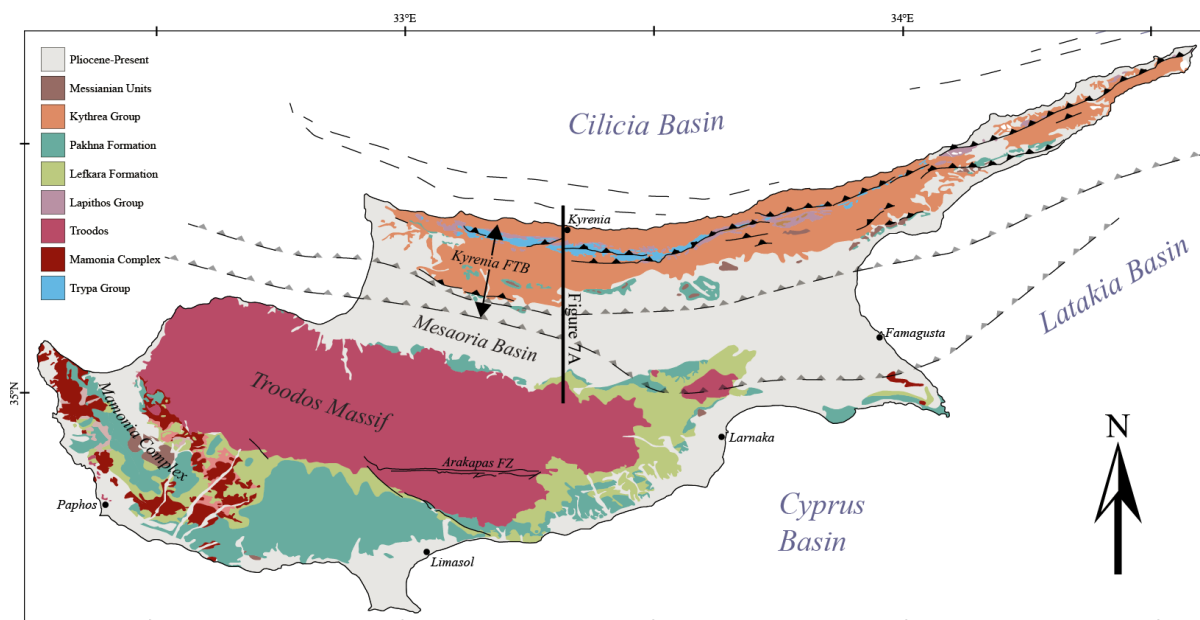 33°E
34°E
35°N
Pliocene-Present
Messianian Units
Kythrea Group
Pakhna Formation
Lefkara Formation
Lapithos Group
Troodos
Mamonia Complex
Trypa Group
Cilicia Basin
Kyrenia
Kyrenia FTB
Figure 7A
Mesaoria Basin
Latakia Basin
Famagusta
Troodos Massif
Mamonia Complex
Larnaka
Arakapas FZ
Paphos
Cyprus
Basin
Limasol
N